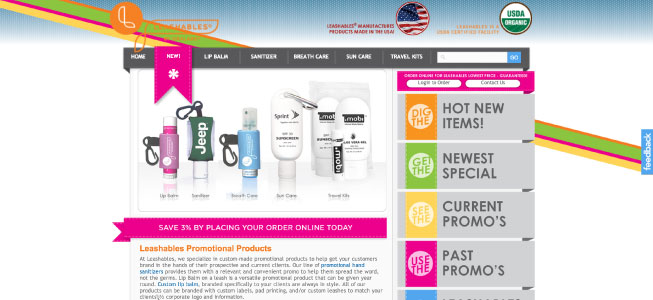 LEASHABLES®
LEASHABLES® MANUFACTURES
PRODUCTS MADE IN THE USA!
LEASHABLES IS A
USDA CERTIFIED FACILITY
USDA
ORGANIC
HOME
NEW!
LIP BALM
SANITIZER
BREATH CARE
SUN CARE
TRAVEL KITS
GO
ORDER ONLINE FOR LEASHABLES LOWEST PRICE - GUARANTEED!
Login to Order
Contact Us
DIG THE
HOT NEW
ITEMS!
GET THE
NEWEST
SPECIAL
SEE THE
CURRENT
PROMO'S
USE THE
PAST
PROMO'S
feedback
Jeep
Sprint
SUNSCREEN
t.mobi
t.mobi
Lip Balm
Sanitizer
Breath Care
Sun Care
Travel Kits
SAVE 3% BY PLACING YOUR ORDER ONLINE TODAY
Leashables Promotional Products
At Leashables, we specialize in custom-made promotional products to help get your customers
brand in the hands of their prospective and current clients. Our line of promotional hand
sanitizers provides them with a relevant and convenient promo to help them spread the word,
not the germs. Lip Balm on a leash is a versatile promotional product that can be given year
round. Custom lip balm, branded specifically to your clients are always in style. All of our
products can be branded with custom labels, pad printing, and/or custom leashes to match your
clients' corporate logo and information.